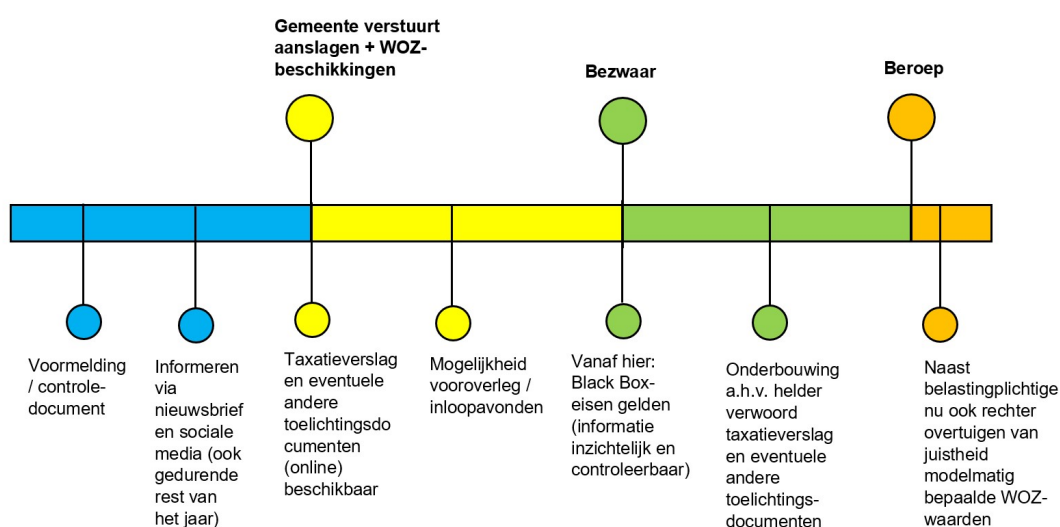 Gemeente verstuurt
aanslagen + WOZ-
beschikkingen
Bezwaar
Beroep
Voormelding
/ controle-
document
Informeren
via
nieuwsbrief
en sociale
media (ook
gedurende
rest van
het jaar)
Taxatieverslag
en eventuele
andere
toelichtingsdo
cumenten
(online)
beschikbaar
Mogelijkheid
vooroverleg /
inloopavonden
Vanaf hier:
Black Box-
eisen gelden
(informatie
inzichtelijk en
controleerbaar)
Onderbouwing
a.h.v. helder
verwoord
taxatieverslag
en eventuele
andere
toelichtings-
documenten
Naast
belastingplichtige
nu ook rechter
overtuigen van
juistheid
modelmatig
bepaalde WOZ-
waarden